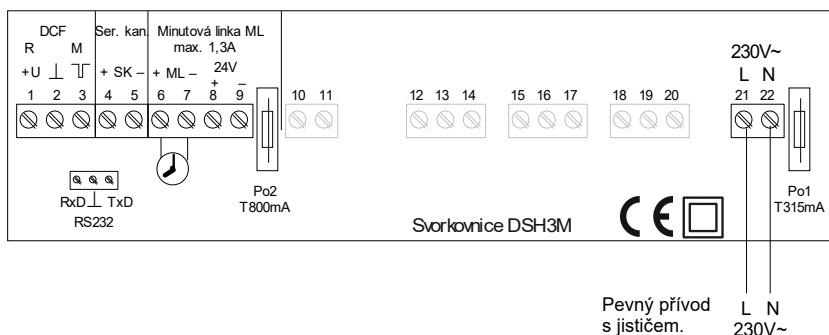 DCF Ser. kan. Minutová linka ML
R M max. 1,3A
+U ⊥ + SK – + ML – 24V
+ –
230V~
L N
1 2 3 4 5 6 7 8 9 10 11 12 13 14 15 16 17 18 19 20 21 22
RxD ⊥ TxD
RS232
Po2
T800mA
Po1
T315mA
Svorkovnice DSH3M
CE
Pevný přívod
s jističem.
L N
230V~